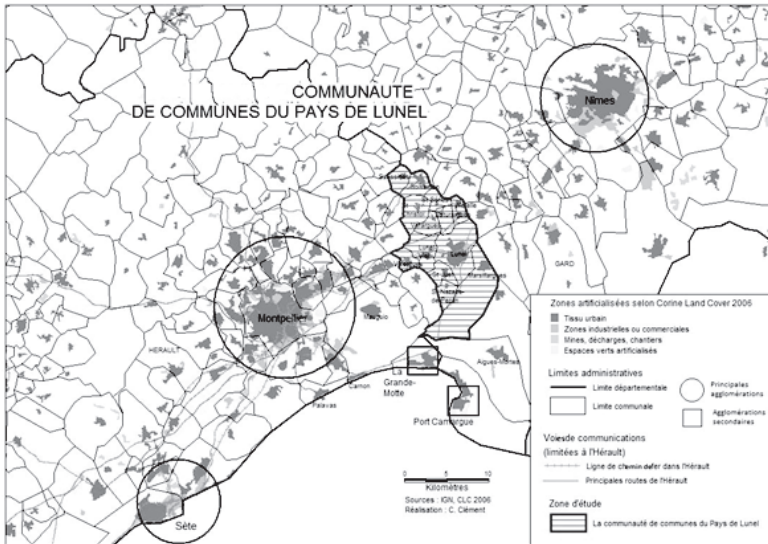 COMMUNAUTE
DE COMMUNES DU PAYS DE LUNEL
Nîmes
Lunel
Marsillargues
GARD
Montpellier
Mauguio
HERAULT
Aigues-Mortes
La
Grande-
Motte
Carnon
Palavas
Port Camargue
Sète
0 5 10
Kilomètres
Sources : IGN, CLC 2006
Réalisation : C. Clément
Zones artificialisées selon Corine Land Cover 2006
Tissu urbain
Zones industrielles ou commerciales
Mines, décharges, chantiers
Espaces verts artificialisés
Limites administratives
Limite départementale
Limite communale
Principales
agglomérations
Agglomérations
secondaires
Voies de communications
(limitées à l'Hérault)
Ligne de chemin de fer dans l'Hérault
Principales routes de l'Hérault
Zone d'étude
La communauté de communes du Pays de Lunel